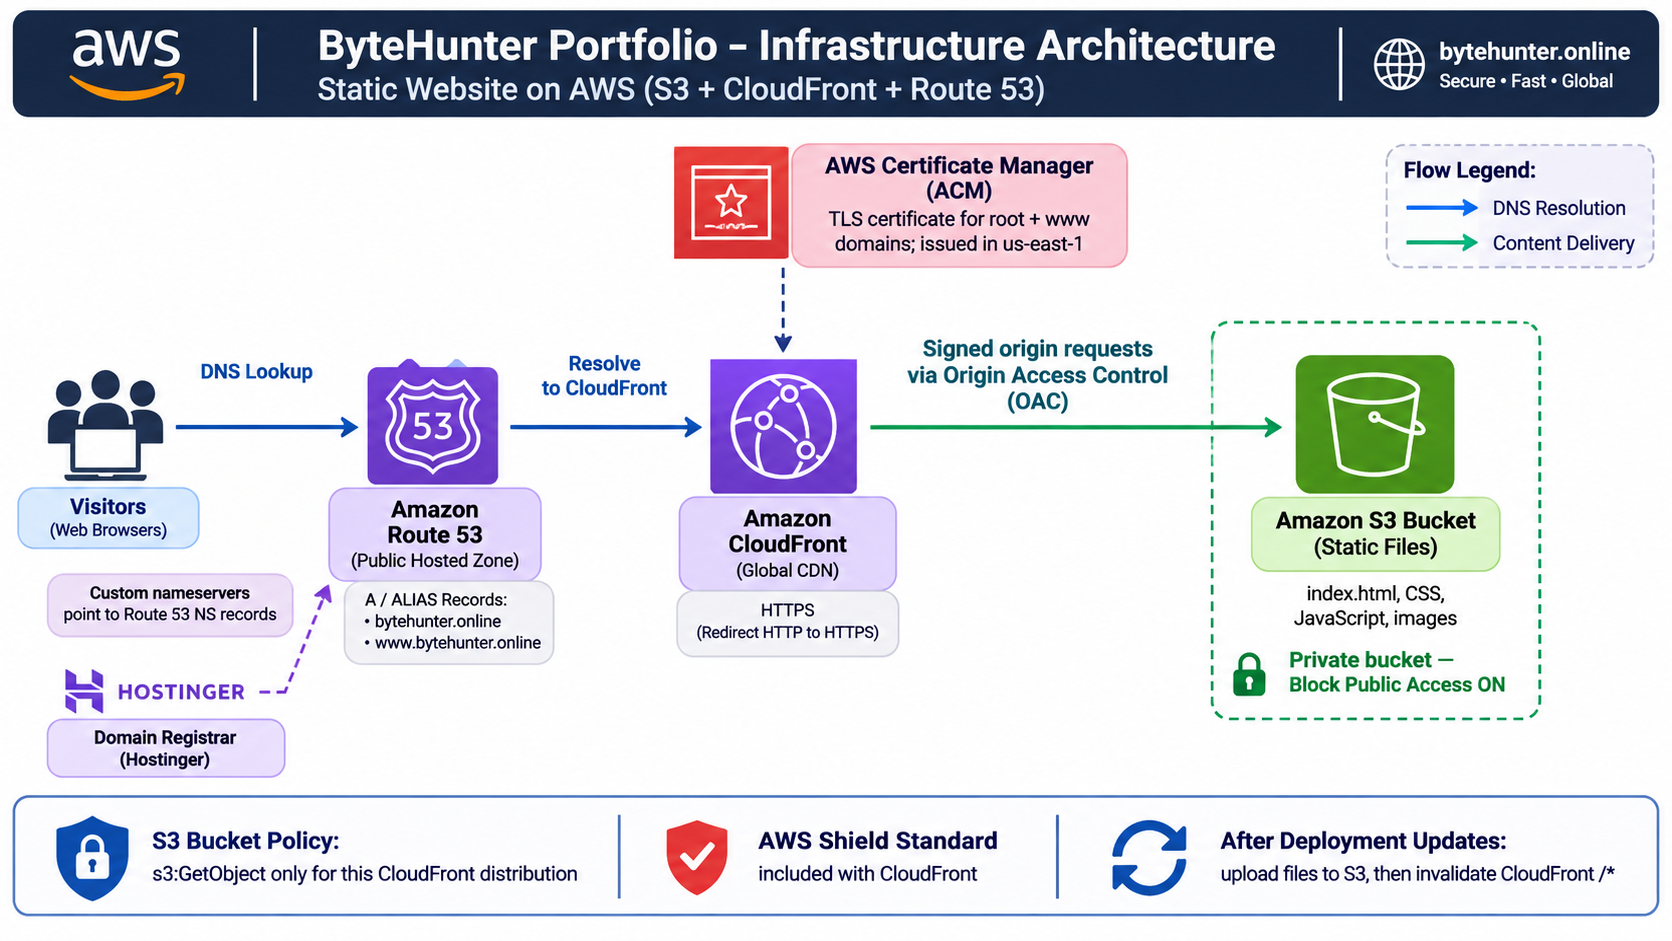 aws
ByteHunter Portfolio – Infrastructure Architecture
Static Website on AWS (S3 + CloudFront + Route 53)
bytehunter.online
Secure • Fast • Global
AWS Certificate Manager
(ACM)
TLS certificate for root + www
domains; issued in us-east-1
Flow Legend:
DNS Resolution
Content Delivery
DNS Lookup
Resolve
to CloudFront
Signed origin requests
via Origin Access Control
(OAC)
53
Visitors
(Web Browsers)
Amazon
Route 53
(Public Hosted Zone)
A / ALIAS Records:
• bytehunter.online
• www.bytehunter.online
Amazon
CloudFront
(Global CDN)
HTTPS
(Redirect HTTP to HTTPS)
Amazon S3 Bucket
(Static Files)
index.html, CSS,
JavaScript, images
Private bucket —
Block Public Access ON
Custom nameservers
point to Route 53 NS records
HOSTINGER
Domain Registrar
(Hostinger)
S3 Bucket Policy:
s3:GetObject only for this CloudFront distribution
AWS Shield Standard
included with CloudFront
After Deployment Updates:
upload files to S3, then invalidate CloudFront /*